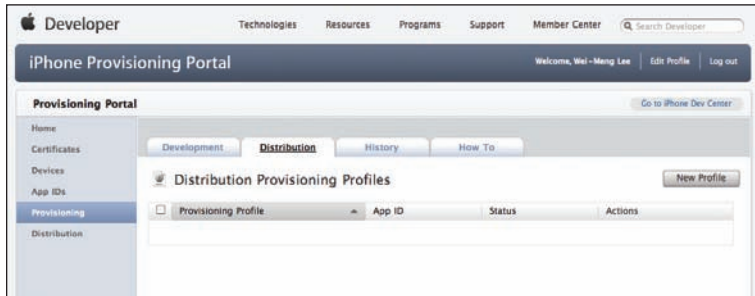 Developer
Technologies Resources Programs Support Member Center Search Developer
iPhone Provisioning Portal
Welcome, Wei-Meng Lee Edit Profile Log out
Provisioning Portal
Go to iPhone Dev Center
Home
Certificates
Devices
App IDs
Provisioning
Distribution
Development Distribution History How To
Distribution Provisioning Profiles
New Profile
Provisioning Profile App ID Status Actions